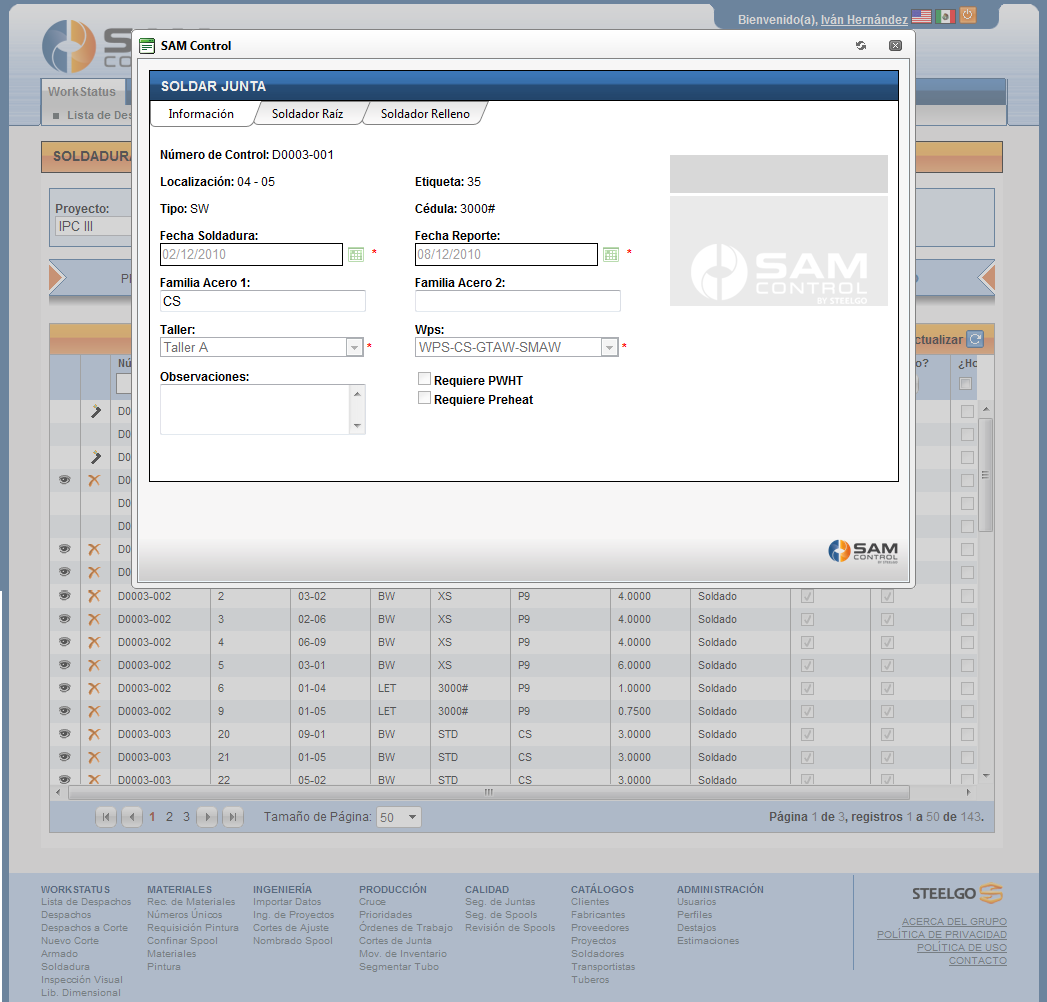 Bienvenido(a), Iván Hernández
SAM Control
WorkStatus
Lista de Des
SOLDADURA
Proyecto:
IPC III
SOLDAR JUNTA
Información Soldador Raíz Soldador Relleno
Número de Control: D0003-001
Localización: 04 - 05 Etiqueta: 35
Tipo: SW Cédula: 3000#
Fecha Soldadura: Fecha Reporte:
02/12/2010 * 08/12/2010 *
Familia Acero 1: Familia Acero 2:
CS
Taller: Wps:
Taller A * WPS-CS-GTAW-SMAW *
Observaciones: Requiere PWHT
Requiere Preheat
SAM
CONTROL
BY STEELGO
SAM
CONTROL
BY STEELGO
ctualizar
Nú o? ¿Ho
D0
D0
D0
D0
D0
D0
D0
D0
D0003-002 2 03-02 BW XS P9 4.0000 Soldado
D0003-002 3 02-06 BW XS P9 4.0000 Soldado
D0003-002 4 06-09 BW XS P9 4.0000 Soldado
D0003-002 5 03-01 BW XS P9 6.0000 Soldado
D0003-002 6 01-04 LET 3000# P9 1.0000 Soldado
D0003-002 9 01-05 LET 3000# P9 0.7500 Soldado
D0003-003 20 09-01 BW STD CS 3.0000 Soldado
D0003-003 21 01-05 BW STD CS 3.0000 Soldado
D0003-003 22 05-02 BW STD CS 3.0000 Soldado
1 2 3 Tamaño de Página: 50 Página 1 de 3, registros 1 a 50 de 143.
WORKSTATUS
Lista de Despachos
Despachos
Despachos a Corte
Nuevo Corte
Armado
Soldadura
Inspección Visual
Lib. Dimensional
MATERIALES
Rec. de Materiales
Números Únicos
Requisición Pintura
Confinar Spool
Materiales
Pintura
INGENIERÍA
Importar Datos
Ing. de Proyectos
Cortes de Ajuste
Nombrado Spool
PRODUCCIÓN
Cruce
Prioridades
Órdenes de Trabajo
Cortes de Junta
Mov. de Inventario
Segmentar Tubo
CALIDAD
Seg. de Juntas
Seg. de Spools
Revisión de Spools
CATÁLOGOS
Clientes
Fabricantes
Proveedores
Proyectos
Soldadores
Transportistas
Tuberos
ADMINISTRACIÓN
Usuarios
Perfiles
Destajos
Estimaciones
STEELGO
ACERCA DEL GRUPO
POLÍTICA DE PRIVACIDAD
POLÍTICA DE USO
CONTACTO